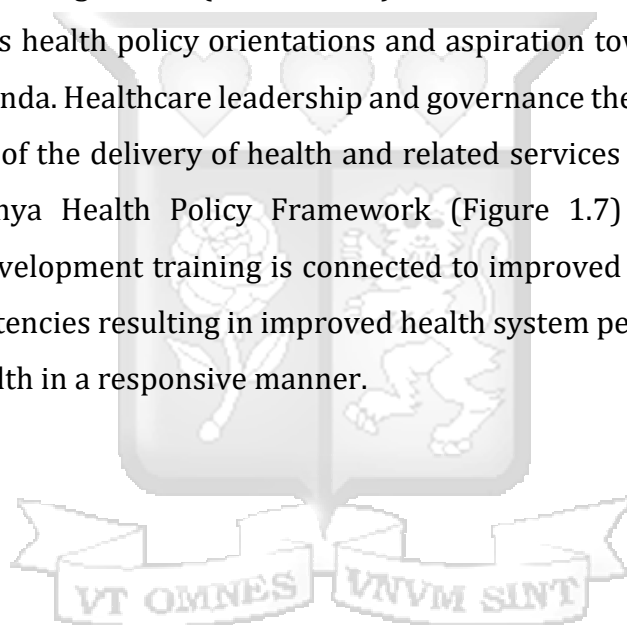 s health policy orientations and aspiration tow
nda. Healthcare leadership and governance the
of the delivery of health and related services
nya Health Policy Framework (Figure 1.7)
velopment training is connected to improved
tencies resulting in improved health system pe
lth in a responsive manner.
VT OMNES VNVM SINT